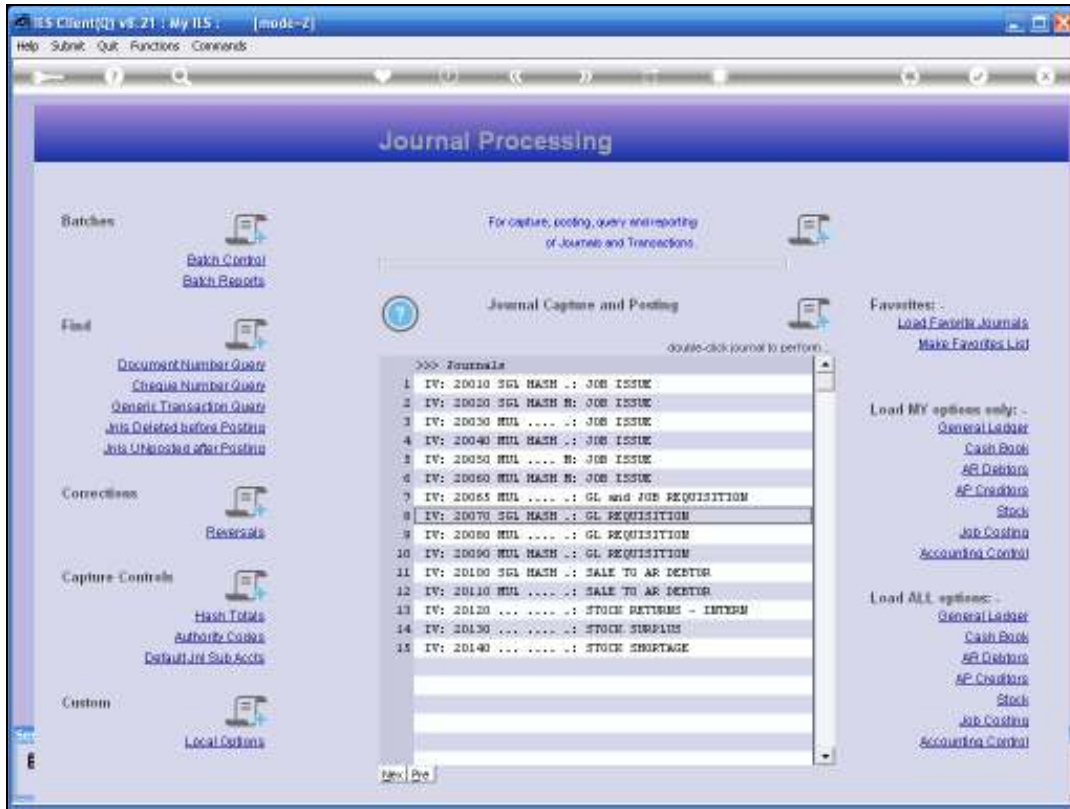 IES Client(Q) v8.21 : My IES : [mode=2]
Help Submit Quit Functions Commands
Journal Processing
Batches
Batch Control
Batch Reports
Find
Document Number Query
Cheque Number Query
Generic Transaction Query
Jnls Deleted before Posting
Jnls UNposted after Posting
Corrections
Reversals
Capture Controls
Hash Totals
Authority Codes
Default Jnl Sub Accts
Custom
Local Options
For capture, posting, query and reporting
of Journals and Transactions.
Journal Capture and Posting
double-click journal to perform ..
>>> Journals
1 IV: 20010 SGL HASH .: JOB ISSUE
2 IV: 20020 SGL HASH M: JOB ISSUE
3 IV: 20030 MUL .... .: JOB ISSUE
4 IV: 20040 MUL HASH .: JOB ISSUE
5 IV: 20050 MUL .... M: JOB ISSUE
6 IV: 20060 MUL HASH M: JOB ISSUE
7 IV: 20065 MUL .... .: GL and JOB REQUISITION
8 IV: 20070 SGL HASH .: GL REQUISITION
9 IV: 20080 MUL .... .: GL REQUISITION
10 IV: 20090 MUL HASH .: GL REQUISITION
11 IV: 20100 SGL HASH .: SALE TO AR DEBTOR
12 IV: 20110 MUL .... .: SALE TO AR DEBTOR
13 IV: 20120 ... .... .: STOCK RETURNS - INTERN
14 IV: 20130 ... .... .: STOCK SURPLUS
15 IV: 20140 ... .... .: STOCK SHORTAGE
Nex Pre
Favorites: -
Load Favorite Journals
Make Favorites List
Load MY options only: -
General Ledger
Cash Book
AR Debtors
AP Creditors
Stock
Job Costing
Accounting Control
Load ALL options: -
General Ledger
Cash Book
AR Debtors
AP Creditors
Stock
Job Costing
Accounting Control